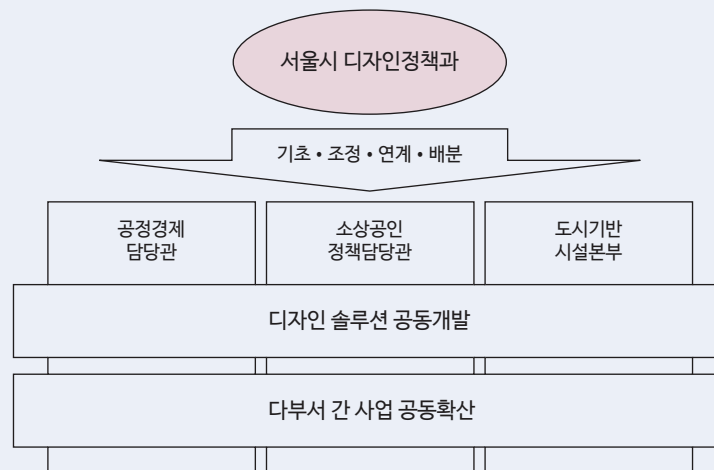 서울시 디자인정책과
기초 • 조정 • 연계 • 배분
공정경제
담당관
소상공인
정책담당관
도시기반
시설본부
디자인 솔루션 공동개발
다부서 간 사업 공동확산